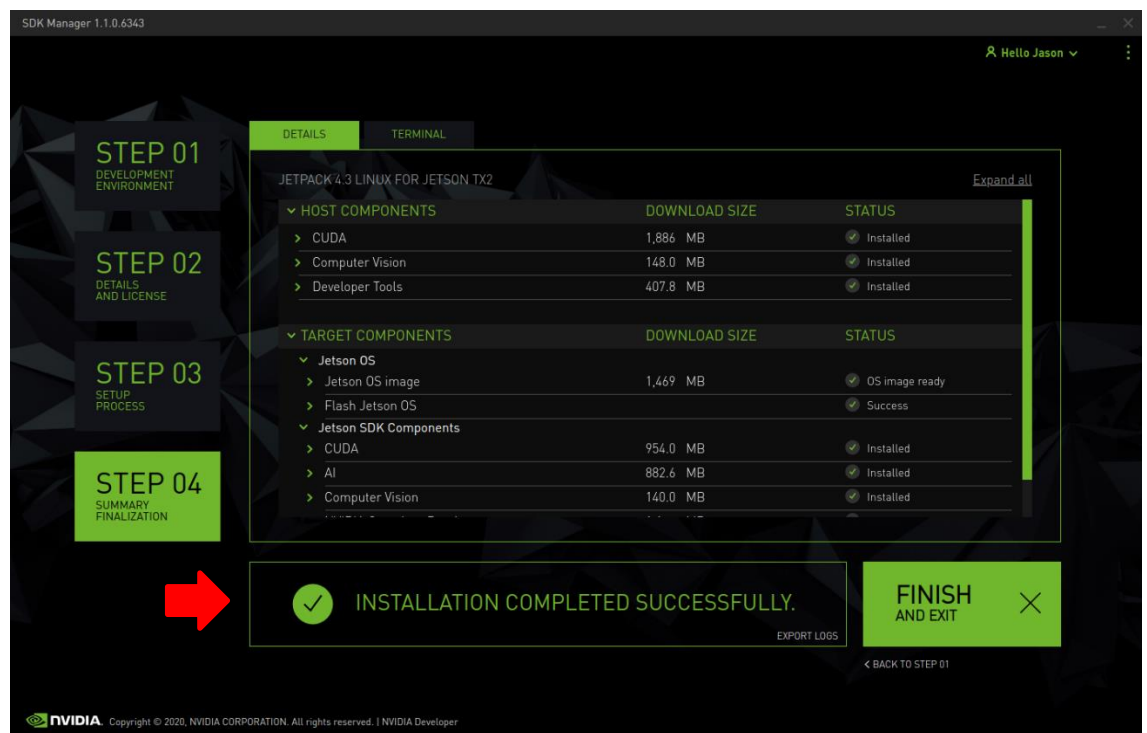 SDK Manager 1.1.0.6343
Hello Jason
STEP 01
DEVELOPMENT
ENVIRONMENT
STEP 02
DETAILS
AND LICENSE
STEP 03
SETUP
PROCESS
STEP 04
SUMMARY
FINALIZATION
DETAILS TERMINAL
JETPACK 4.3 LINUX FOR JETSON TX2 Expand all
HOST COMPONENTS DOWNLOAD SIZE STATUS
CUDA 1,886 MB Installed
Computer Vision 148.0 MB Installed
Developer Tools 407.8 MB Installed
TARGET COMPONENTS DOWNLOAD SIZE STATUS
Jetson OS
Jetson OS image 1,469 MB OS image ready
Flash Jetson OS Success
Jetson SDK Components
CUDA 954.0 MB Installed
AI 882.6 MB Installed
Computer Vision 140.0 MB Installed
INSTALLATION COMPLETED SUCCESSFULLY.
EXPORT LOGS
FINISH
AND EXIT
< BACK TO STEP 01
NVIDIA. Copyright © 2020, NVIDIA CORPORATION. All rights reserved. | NVIDIA Developer